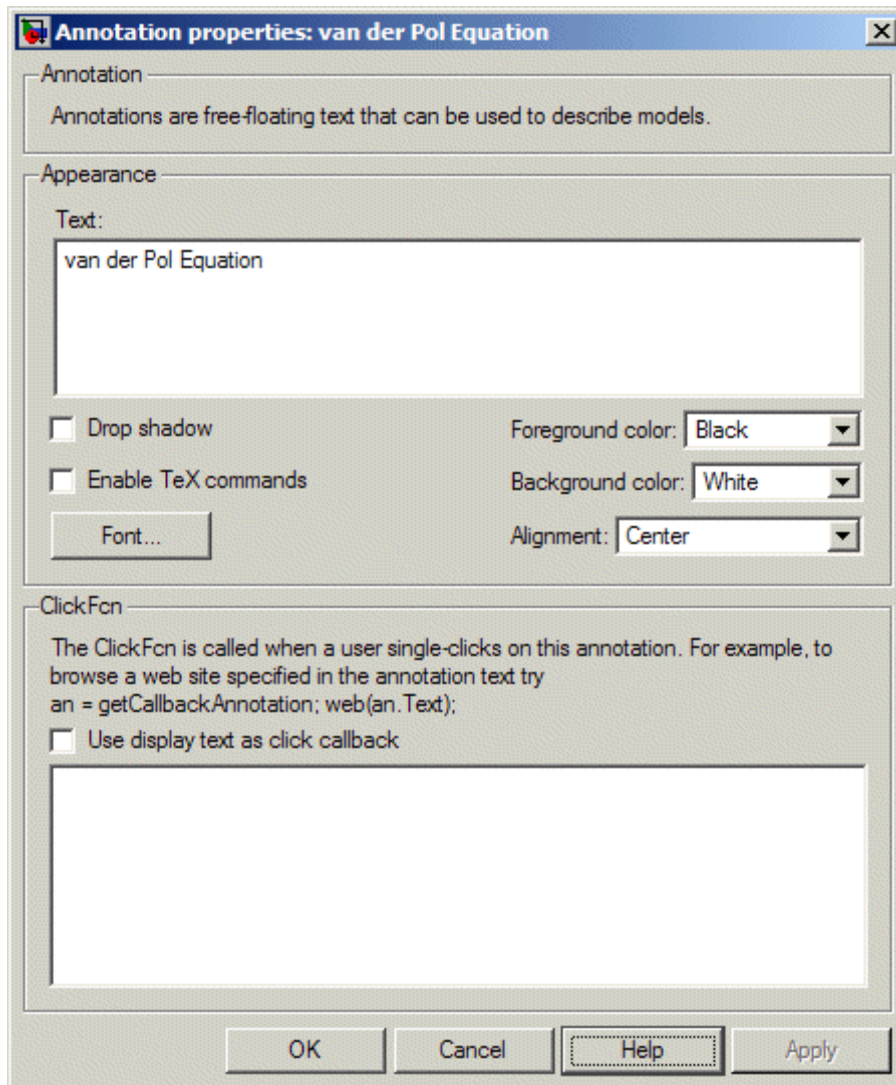 Annotation properties: van der Pol Equation
Annotation
Annotations are free-floating text that can be used to describe models.
Appearance
Text:
van der Pol Equation
Drop shadow
Foreground color: Black
Enable TeX commands
Background color: White
Font...
Alignment: Center
ClickFcn
The ClickFcn is called when a user single-clicks on this annotation. For example, to
browse a web site specified in the annotation text try
an = getCallbackAnnotation; web(an.Text);
Use display text as click callback
OK Cancel Help Apply